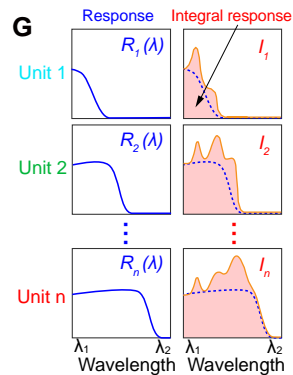 G
Response Integral response
Unit 1 R1(λ) I1
Unit 2 R2(λ) I2
Unit n Rn(λ) In
λ1 λ2 λ1 λ2
Wavelength Wavelength